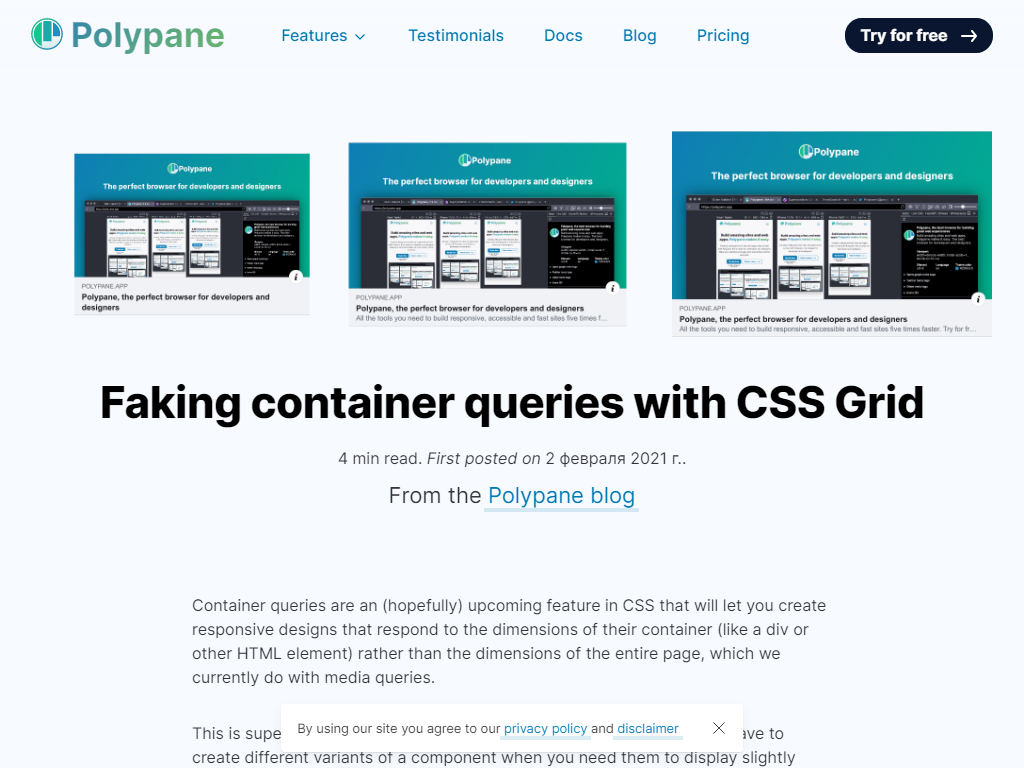 Polypane
Features
Testimonials
Docs
Blog
Pricing
Try for free
Polypane
The perfect browser for developers and designers
POLYPANE.APP
Polypane, the perfect browser for developers and
designers
Polypane
The perfect browser for developers and designers
POLYPANE.APP
Polypane, the perfect browser for developers and designers
All the tools you need to build responsive, accessible and fast sites five times f...
Polypane
The perfect browser for developers and designers
POLYPANE.APP
Polypane, the perfect browser for developers and designers
All the tools you need to build responsive, accessible and fast sites five times faster. Try for fr...
Faking container queries with CSS Grid
4 min read. First posted on 2 февраля 2021 г..
From the Polypane blog
Container queries are an (hopefully) upcoming feature in CSS that will let you create
responsive designs that respond to the dimensions of their container (like a div or
other HTML element) rather than the dimensions of the entire page, which we
currently do with media queries.
This is supe
ave to
create different variants of a component when you need them to display slightly
By using our site you agree to our privacy policy and disclaimer